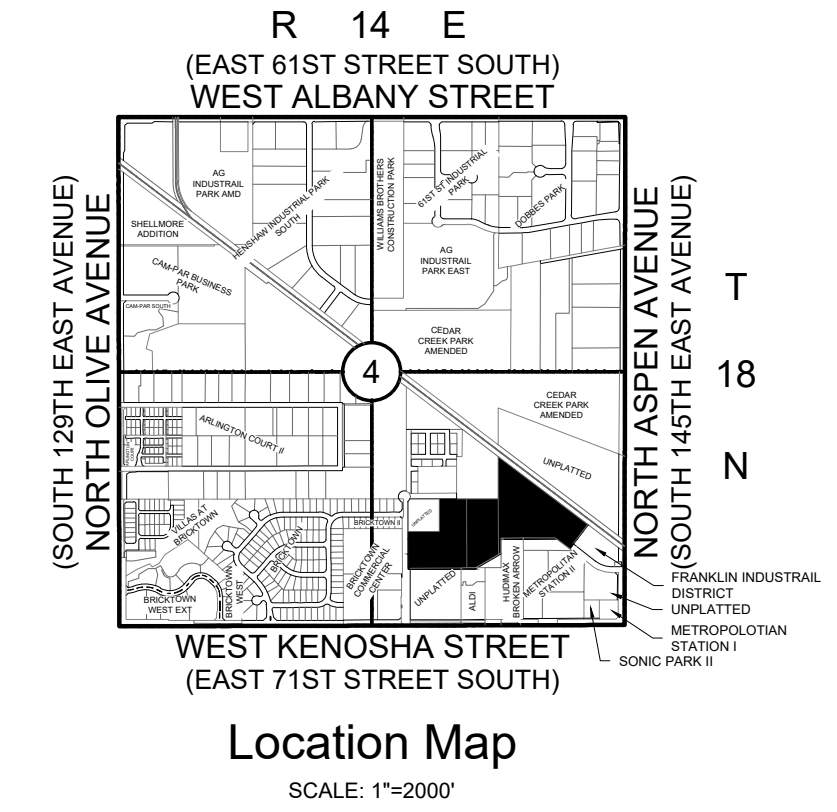 R 14 E
(EAST 61ST STREET SOUTH)
WEST ALBANY STREET
(SOUTH 129TH EAST AVENUE)
NORTH OLIVE AVENUE
AG
INDUSTRAIL
PARK AMD
SHELLMORE
ADDITION
HENSHAW INDUSTRIAL PARK
SOUTH
CAM-PAR BUSINESS
PARK
CAM-PAR SOUTH
WILLIAMS BROTHERS
CONSTRUCTION PARK
61ST ST INDUSTRIAL
PARK
DOBBES PARK
AG
INDUSTRIAL
PARK EAST
CEDAR
CREEK PARK
AMENDED
4
NORTH ASPEN AVENUE
(SOUTH 145TH EAST AVENUE)
T
18
N
ARLINGTON COURT II
ARLINGTON
COURT
CEDAR
CREEK PARK
AMENDED
UNPLATTED
VILLAS AT
BRICKTOWN
BRICKTOWN
BRICKTOWN II
UNPLATTED
BRICKTOWN
WEST EXT
BRICKTOWN
WEST
BRICKTOWN
COMMERCIAL
CENTER
UNPLATTED
ALDI
HUDIMAX
BROKEN ARROW
METROPOLITAN
STATION II
FRANKLIN INDUSTRAIL
DISTRICT
UNPLATTED
METROPOLOTIAN
STATION I
SONIC PARK II
WEST KENOSHA STREET
(EAST 71ST STREET SOUTH)
Location Map
SCALE: 1"=2000'